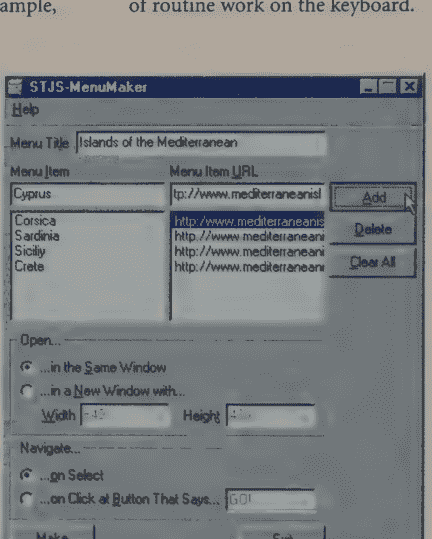 ample, of routine work on the keyboard.
STJS-MenuMaker
Help
Menu Title Islands of the Mediterranean
Menu Item Menu Item URL
Cyprus tp://www.mediterraneanisl Add
Corsica http:/www.mediterraneanis
Sardinia http://www.mediterraneani Delete
Siciliy http://www.mediterraneani
Crete http://www.mediterraneani Clear All
Open...
...in the Same Window
...in a New Window with...
Width Height
Navigate...
...on Select
...on Click at Button That Says... GO!
Make